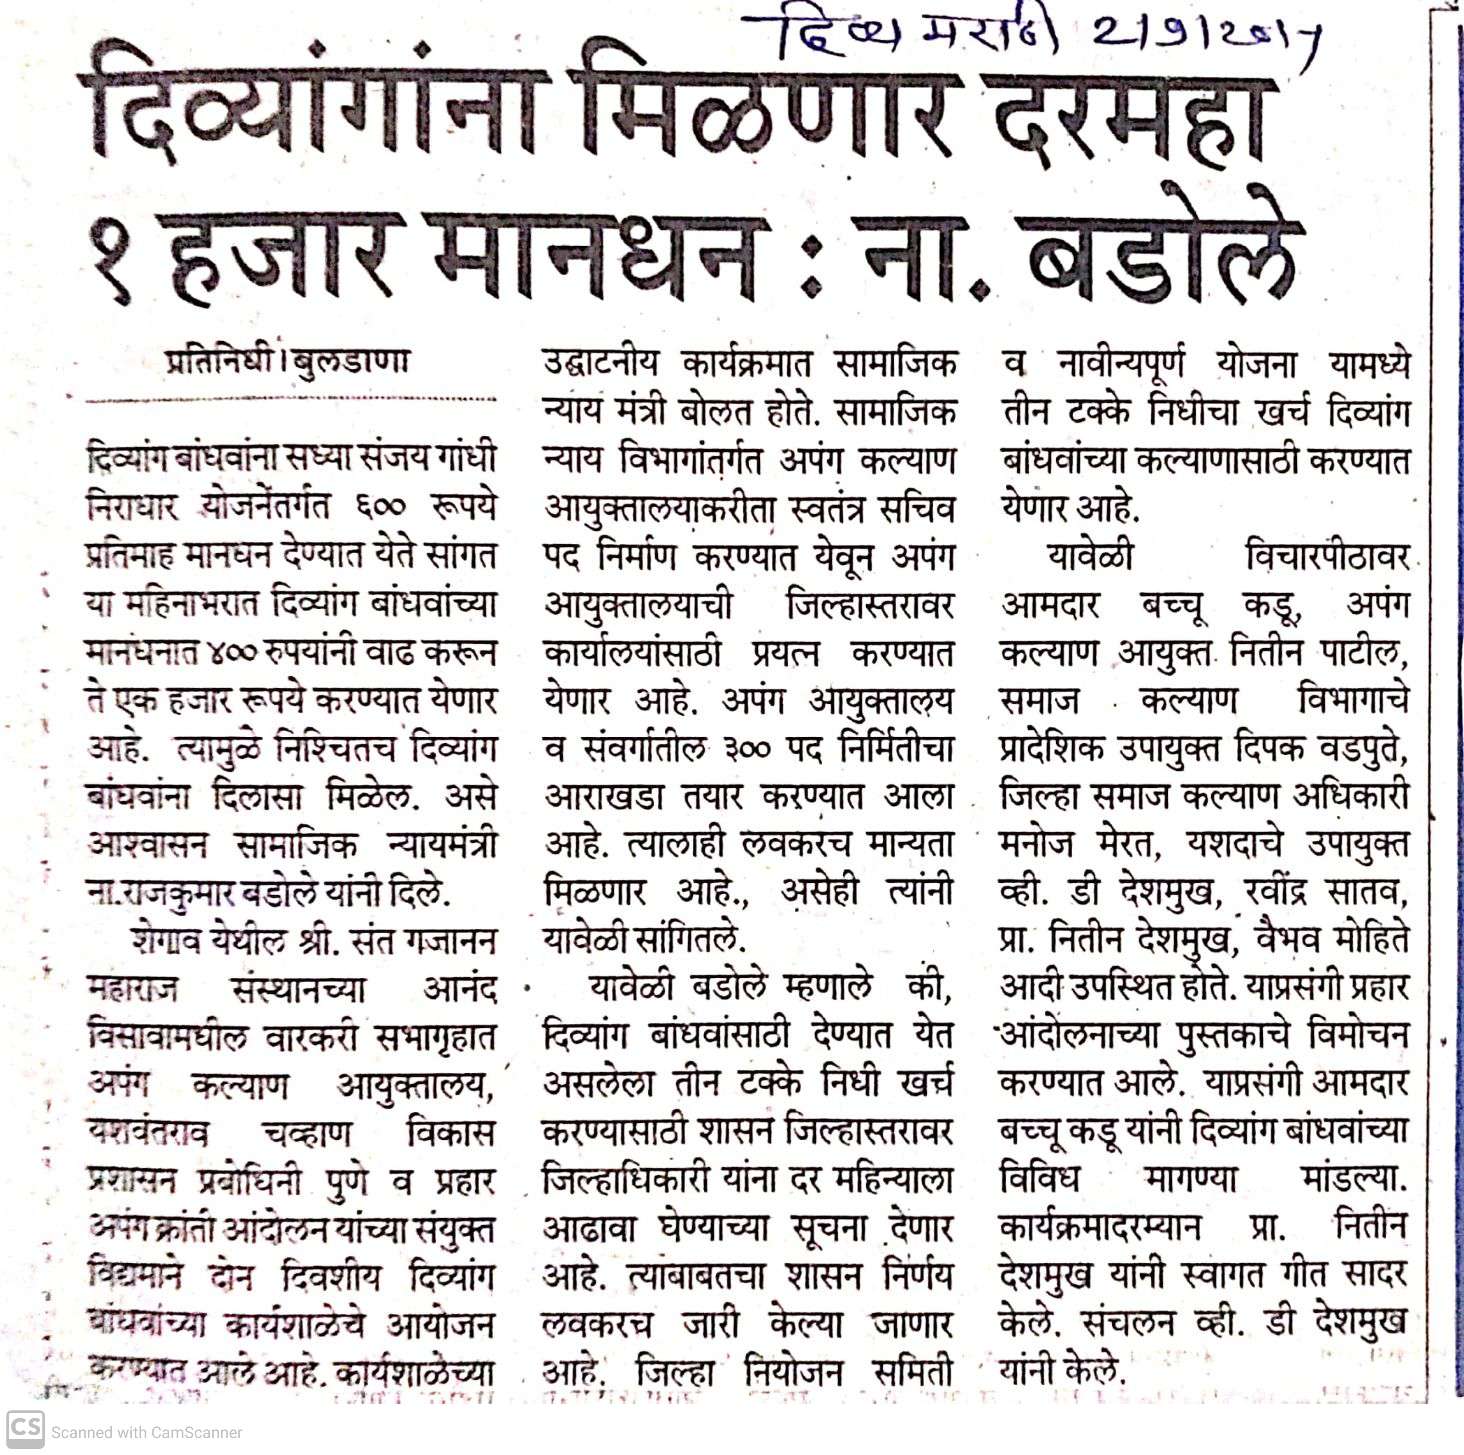 दिव्य मराठी 2/9/2017
दिव्यांगांना मिळणार दरमहा
१ हजार मानधन : ना. बडोले
प्रतिनिधी। बुलडाणा
दिव्यांग बांधवांना सध्या संजय गांधी
निराधार योजनेंतर्गत ६०० रूपये
प्रतिमाह मानधन देण्यात येते सांगत
या महिनाभरात दिव्यांग बांधवांच्या
मानधनात ४०० रुपयांनी वाढ करून
ते एक हजार रूपये करण्यात येणार
आहे. त्यामुळे निश्चितच दिव्यांग
बांधवांना दिलासा मिळेल. असे
आश्वासन सामाजिक न्यायमंत्री
ना.राजकुमार बडोले यांनी दिले.
शेगाव येथील श्री. संत गजानन
महाराज संस्थानच्या आनंद
विसावामधील वारकरी सभागृहात
अपंग कल्याण आयुक्तालय,
यशवंतराव चव्हाण विकास
प्रशासन प्रबोधिनी पुणे व प्रहार
अपंग क्रांती आंदोलन यांच्या संयुक्त
विद्यमाने दोन दिवशीय दिव्यांग
बांधवांच्या कार्यशाळेचे आयोजन
करण्यात आले आहे. कार्यशाळेच्या
उद्घाटनीय कार्यक्रमात सामाजिक
न्याय मंत्री बोलत होते. सामाजिक
न्याय विभागांतर्गत अपंग कल्याण
आयुक्तालयाकरीता स्वतंत्र सचिव
पद निर्माण करण्यात येवून अपंग
आयुक्तालयाची जिल्हास्तरावर
कार्यालयांसाठी प्रयत्न करण्यात
येणार आहे. अपंग आयुक्तालय
व संवर्गातील ३०० पद निर्मितीचा
आराखडा तयार करण्यात आला
आहे. त्यालाही लवकरच मान्यता
मिळणार आहे., असेही त्यांनी
यावेळी सांगितले.
यावेळी बडोले म्हणाले की,
दिव्यांग बांधवांसाठी देण्यात येत
असलेला तीन टक्के निधी खर्च
करण्यासाठी शासन जिल्हास्तरावर
जिल्हाधिकारी यांना दर महिन्याला
आढावा घेण्याच्या सूचना देणार
आहे. त्याबाबतचा शासन निर्णय
लवकरच जारी केल्या जाणार
आहे. जिल्हा नियोजन समिती
व नावीन्यपूर्ण योजना यामध्ये
तीन टक्के निधीचा खर्च दिव्यांग
बांधवांच्या कल्याणासाठी करण्यात
येणार आहे.
यावेळी विचारपीठावर
आमदार बच्चू कडू, अपंग
कल्याण आयुक्त नितीन पाटील,
समाज कल्याण विभागाचे
प्रादेशिक उपायुक्त दिपक वडपुते,
जिल्हा समाज कल्याण अधिकारी
मनोज मेरत, यशदाचे उपायुक्त
व्ही. डी देशमुख, रवींद्र सातव,
प्रा. नितीन देशमुख, वैभव मोहिते
आदी उपस्थित होते. याप्रसंगी प्रहार
आंदोलनाच्या पुस्तकाचे विमोचन
करण्यात आले. याप्रसंगी आमदार
बच्चू कडू यांनी दिव्यांग बांधवांच्या
विविध मागण्या मांडल्या.
कार्यक्रमादरम्यान प्रा. नितीन
देशमुख यांनी स्वागत गीत सादर
केले. संचलन व्ही. डी देशमुख
यांनी केले.
CS Scanned with CamScanner